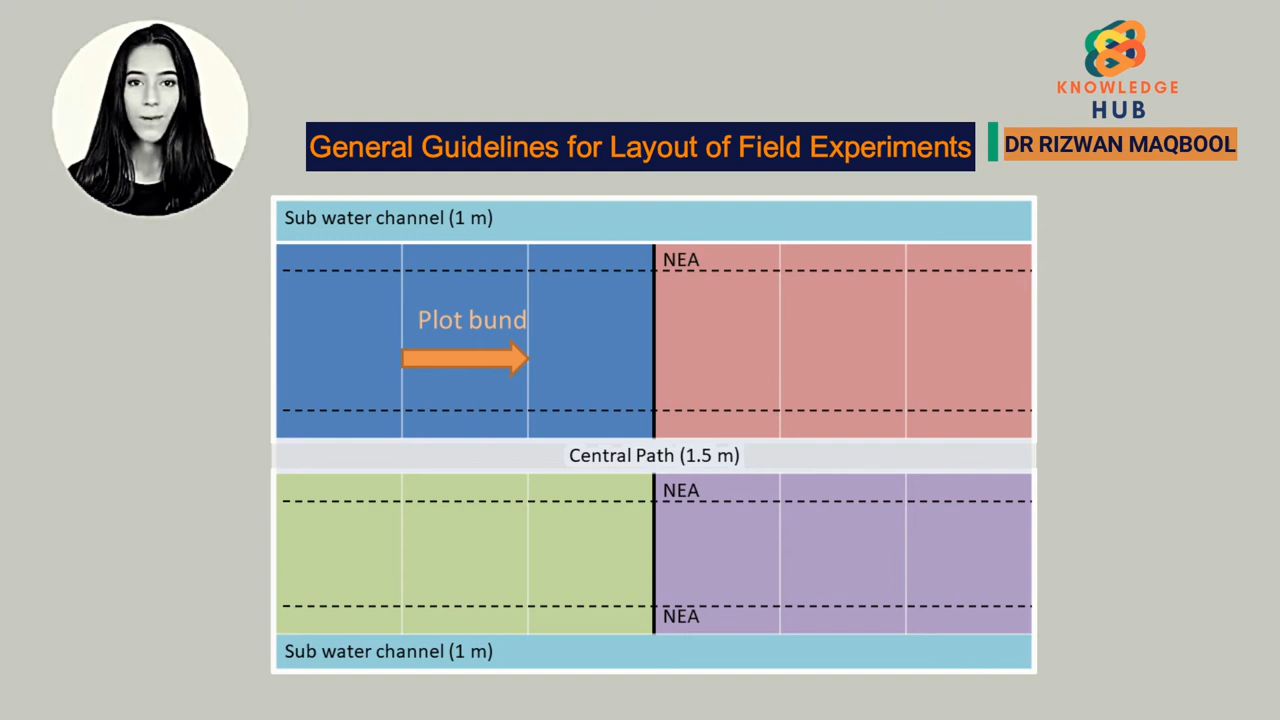 KNOWLEDGE
HUB
General Guidelines for Layout of Field Experiments
DR RIZWAN MAQBOOL
Sub water channel (1 m)
NEA
Plot bund
Central Path (1.5 m)
NEA
NEA
Sub water channel (1 m)